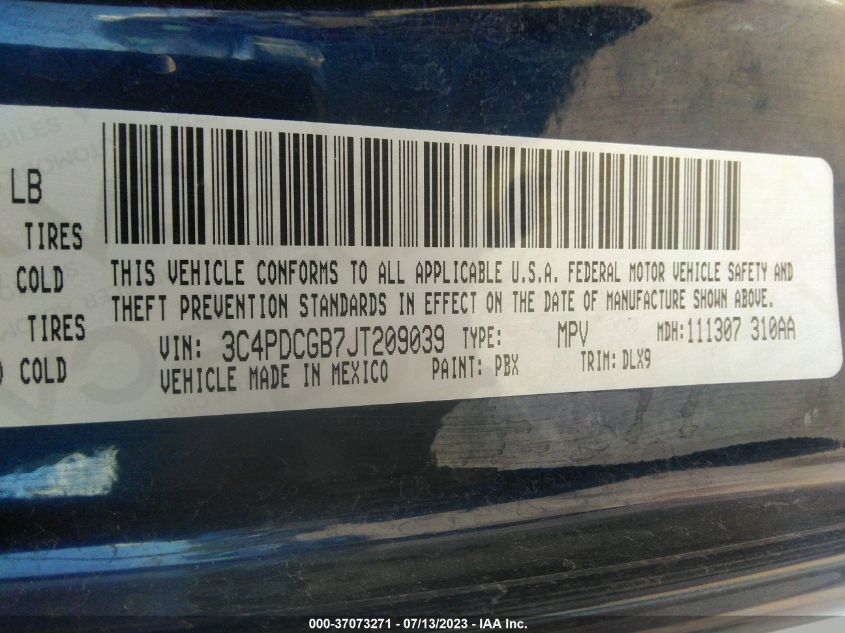 LB
TIRES
COLD
TIRES
COLD
THIS VEHICLE CONFORMS TO ALL APPLICABLE U.S.A. FEDERAL MOTOR VEHICLE SAFETY AND
THEFT PREVENTION STANDARDS IN EFFECT ON THE DATE OF MANUFACTURE SHOWN ABOVE.
VIN: 3C4PDCGB7JT209039 TYPE: MPV MDH:111307 310AA
VEHICLE MADE IN MEXICO PAINT: PBX TRIM: DLX9
000-37073271 - 07/13/2023 - IAA Inc.